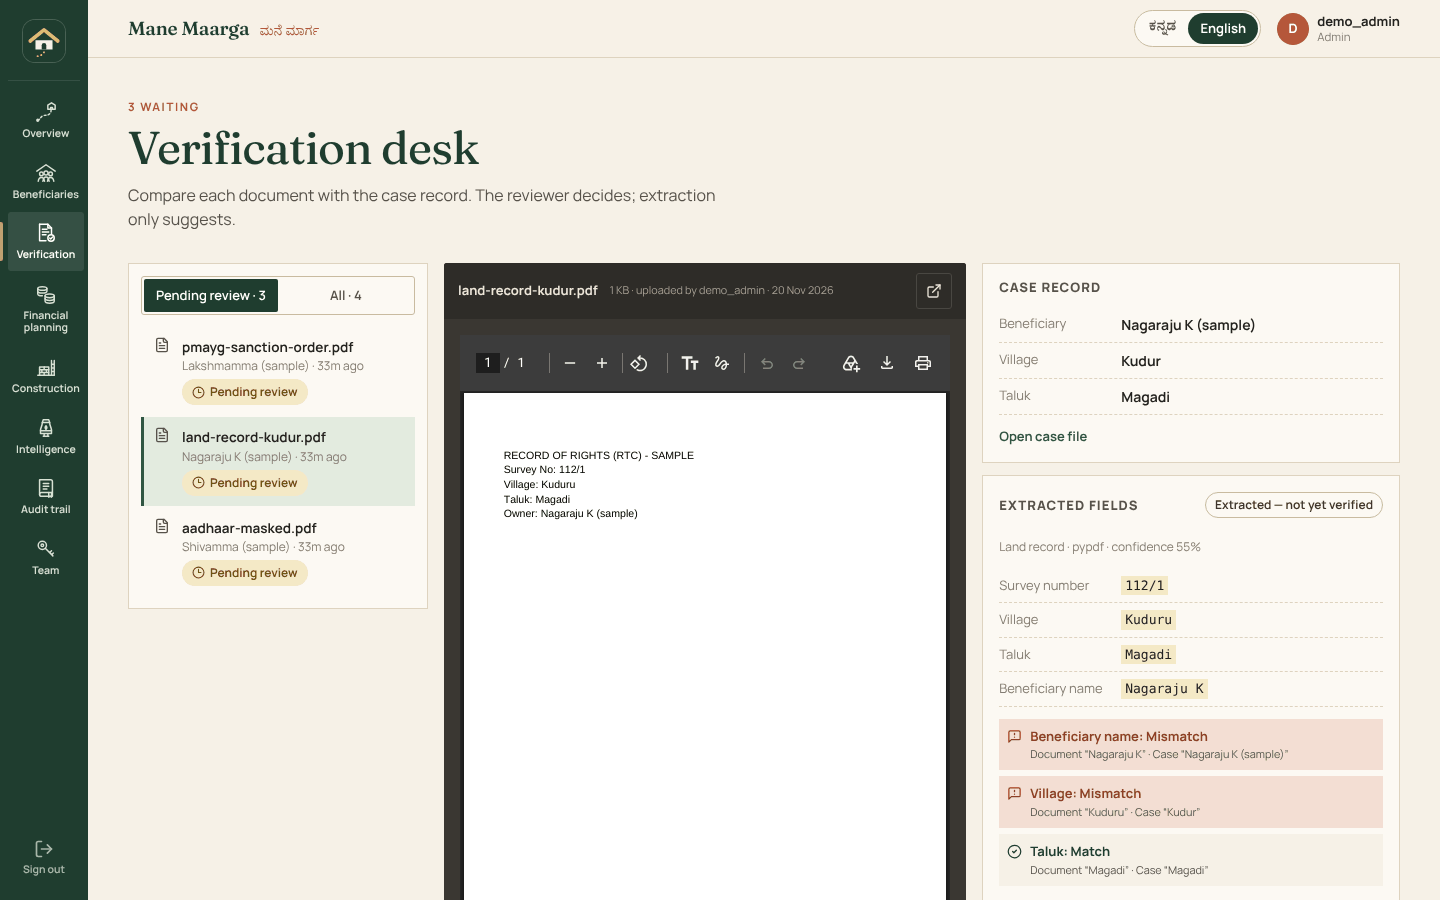 Mane Maarga ಮನೆ ಮಾರ್ಗ
ಕನ್ನಡ English
D demo_admin
Admin
Overview
Beneficiaries
Verification
Financial
planning
Construction
Intelligence
Audit trail
Team
Sign out
3 WAITING
Verification desk
Compare each document with the case record. The reviewer decides; extraction
only suggests.
Pending review · 3 All · 4
pmayg-sanction-order.pdf
Lakshmamma (sample) · 33m ago
Pending review
land-record-kudur.pdf
Nagaraju K (sample) · 33m ago
Pending review
aadhaar-masked.pdf
Shivamma (sample) · 33m ago
Pending review
land-record-kudur.pdf 1 KB · uploaded by demo_admin · 20 Nov 2026
1 / 1
RECORD OF RIGHTS (RTC) - SAMPLE
Survey No: 112/1
Village: Kuduru
Taluk: Magadi
Owner: Nagaraju K (sample)
CASE RECORD
Beneficiary Nagaraju K (sample)
Village Kudur
Taluk Magadi
Open case file
EXTRACTED FIELDS Extracted — not yet verified
Land record · pypdf · confidence 55%
Survey number 112/1
Village Kuduru
Taluk Magadi
Beneficiary name Nagaraju K
Beneficiary name: Mismatch
Document “Nagaraju K” · Case “Nagaraju K (sample)”
Village: Mismatch
Document “Kuduru” · Case “Kudur”
Taluk: Match
Document “Magadi” · Case “Magadi”